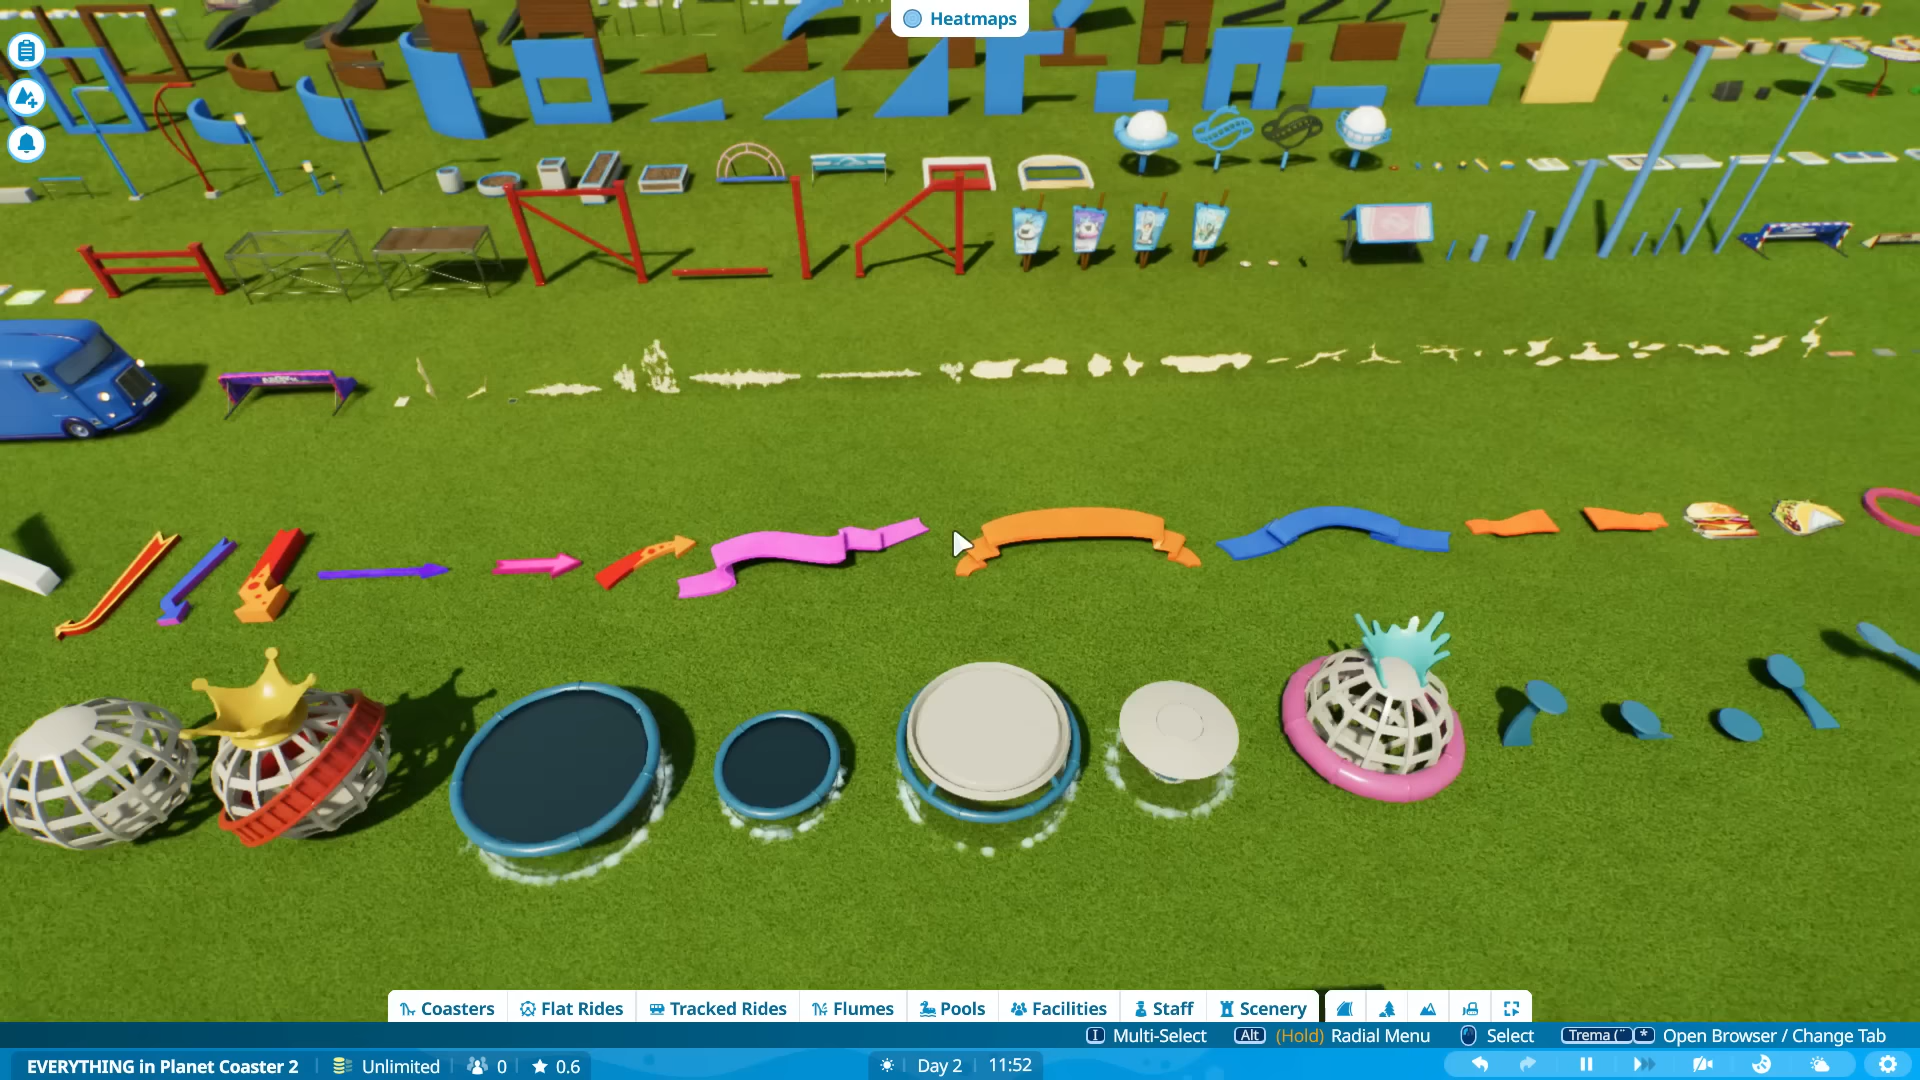 Heatmaps
Coasters
Flat Rides
Tracked Rides
Flumes
Pools
Facilities
Staff
Scenery
I Multi-Select
Alt (Hold) Radial Menu
Select
Trema (¨) * Open Browser / Change Tab
EVERYTHING in Planet Coaster 2
Unlimited
0
0.6
Day 2
11:52